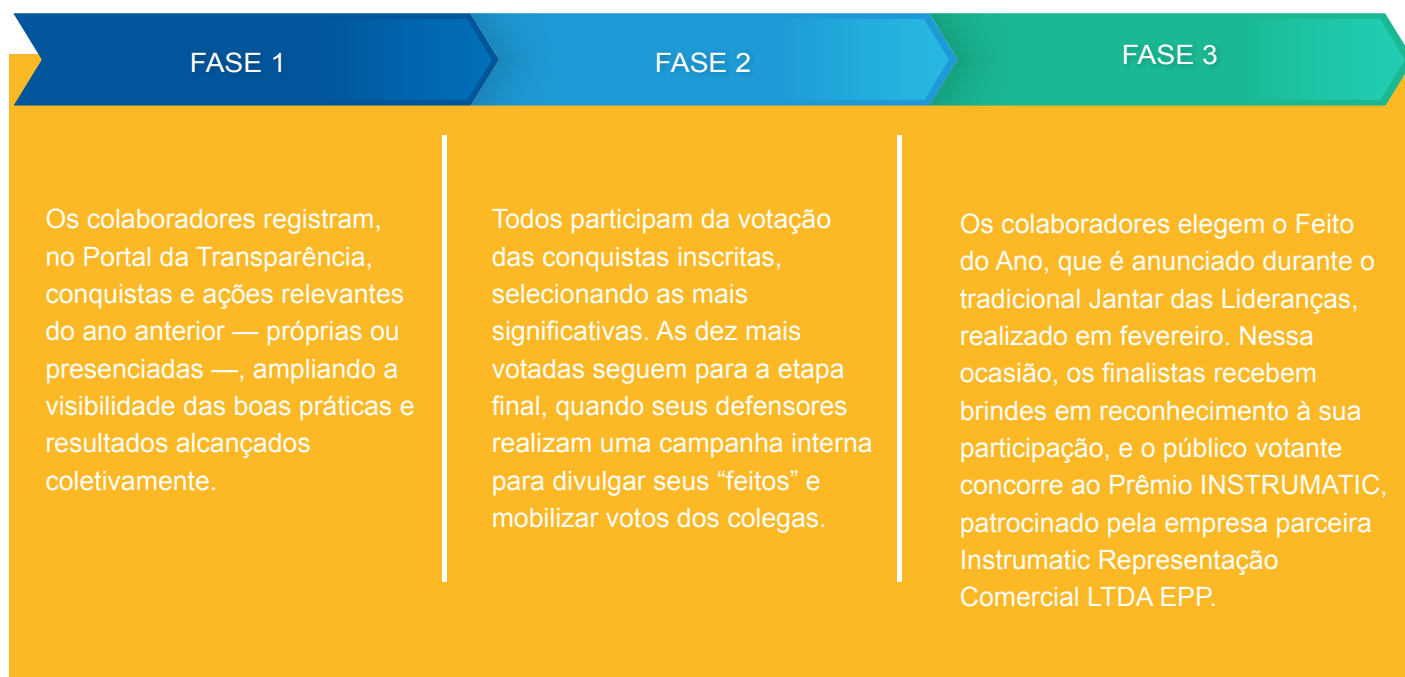 FASE 1
Os colaboradores registram,
no Portal da Transparência,
conquistas e ações relevantes
do ano anterior — próprias ou
presenciadas —, ampliando a
visibilidade das boas práticas e
resultados alcançados
coletivamente.
FASE 2
Todos participam da votação
das conquistas inscritas,
selecionando as mais
significativas. As dez mais
votadas seguem para a etapa
final, quando seus defensores
realizam uma campanha interna
para divulgar seus “feitos” e
mobilizar votos dos colegas.
FASE 3
Os colaboradores elegem o Feito
do Ano, que é anunciado durante o
tradicional Jantar das Lideranças,
realizado em fevereiro. Nessa
ocasião, os finalistas recebem
brindes em reconhecimento à sua
participação, e o público votante
concorre ao Prêmio INSTRUMATIC,
patrocinado pela empresa parceira
Instrumatic Representação
Comercial LTDA EPP.